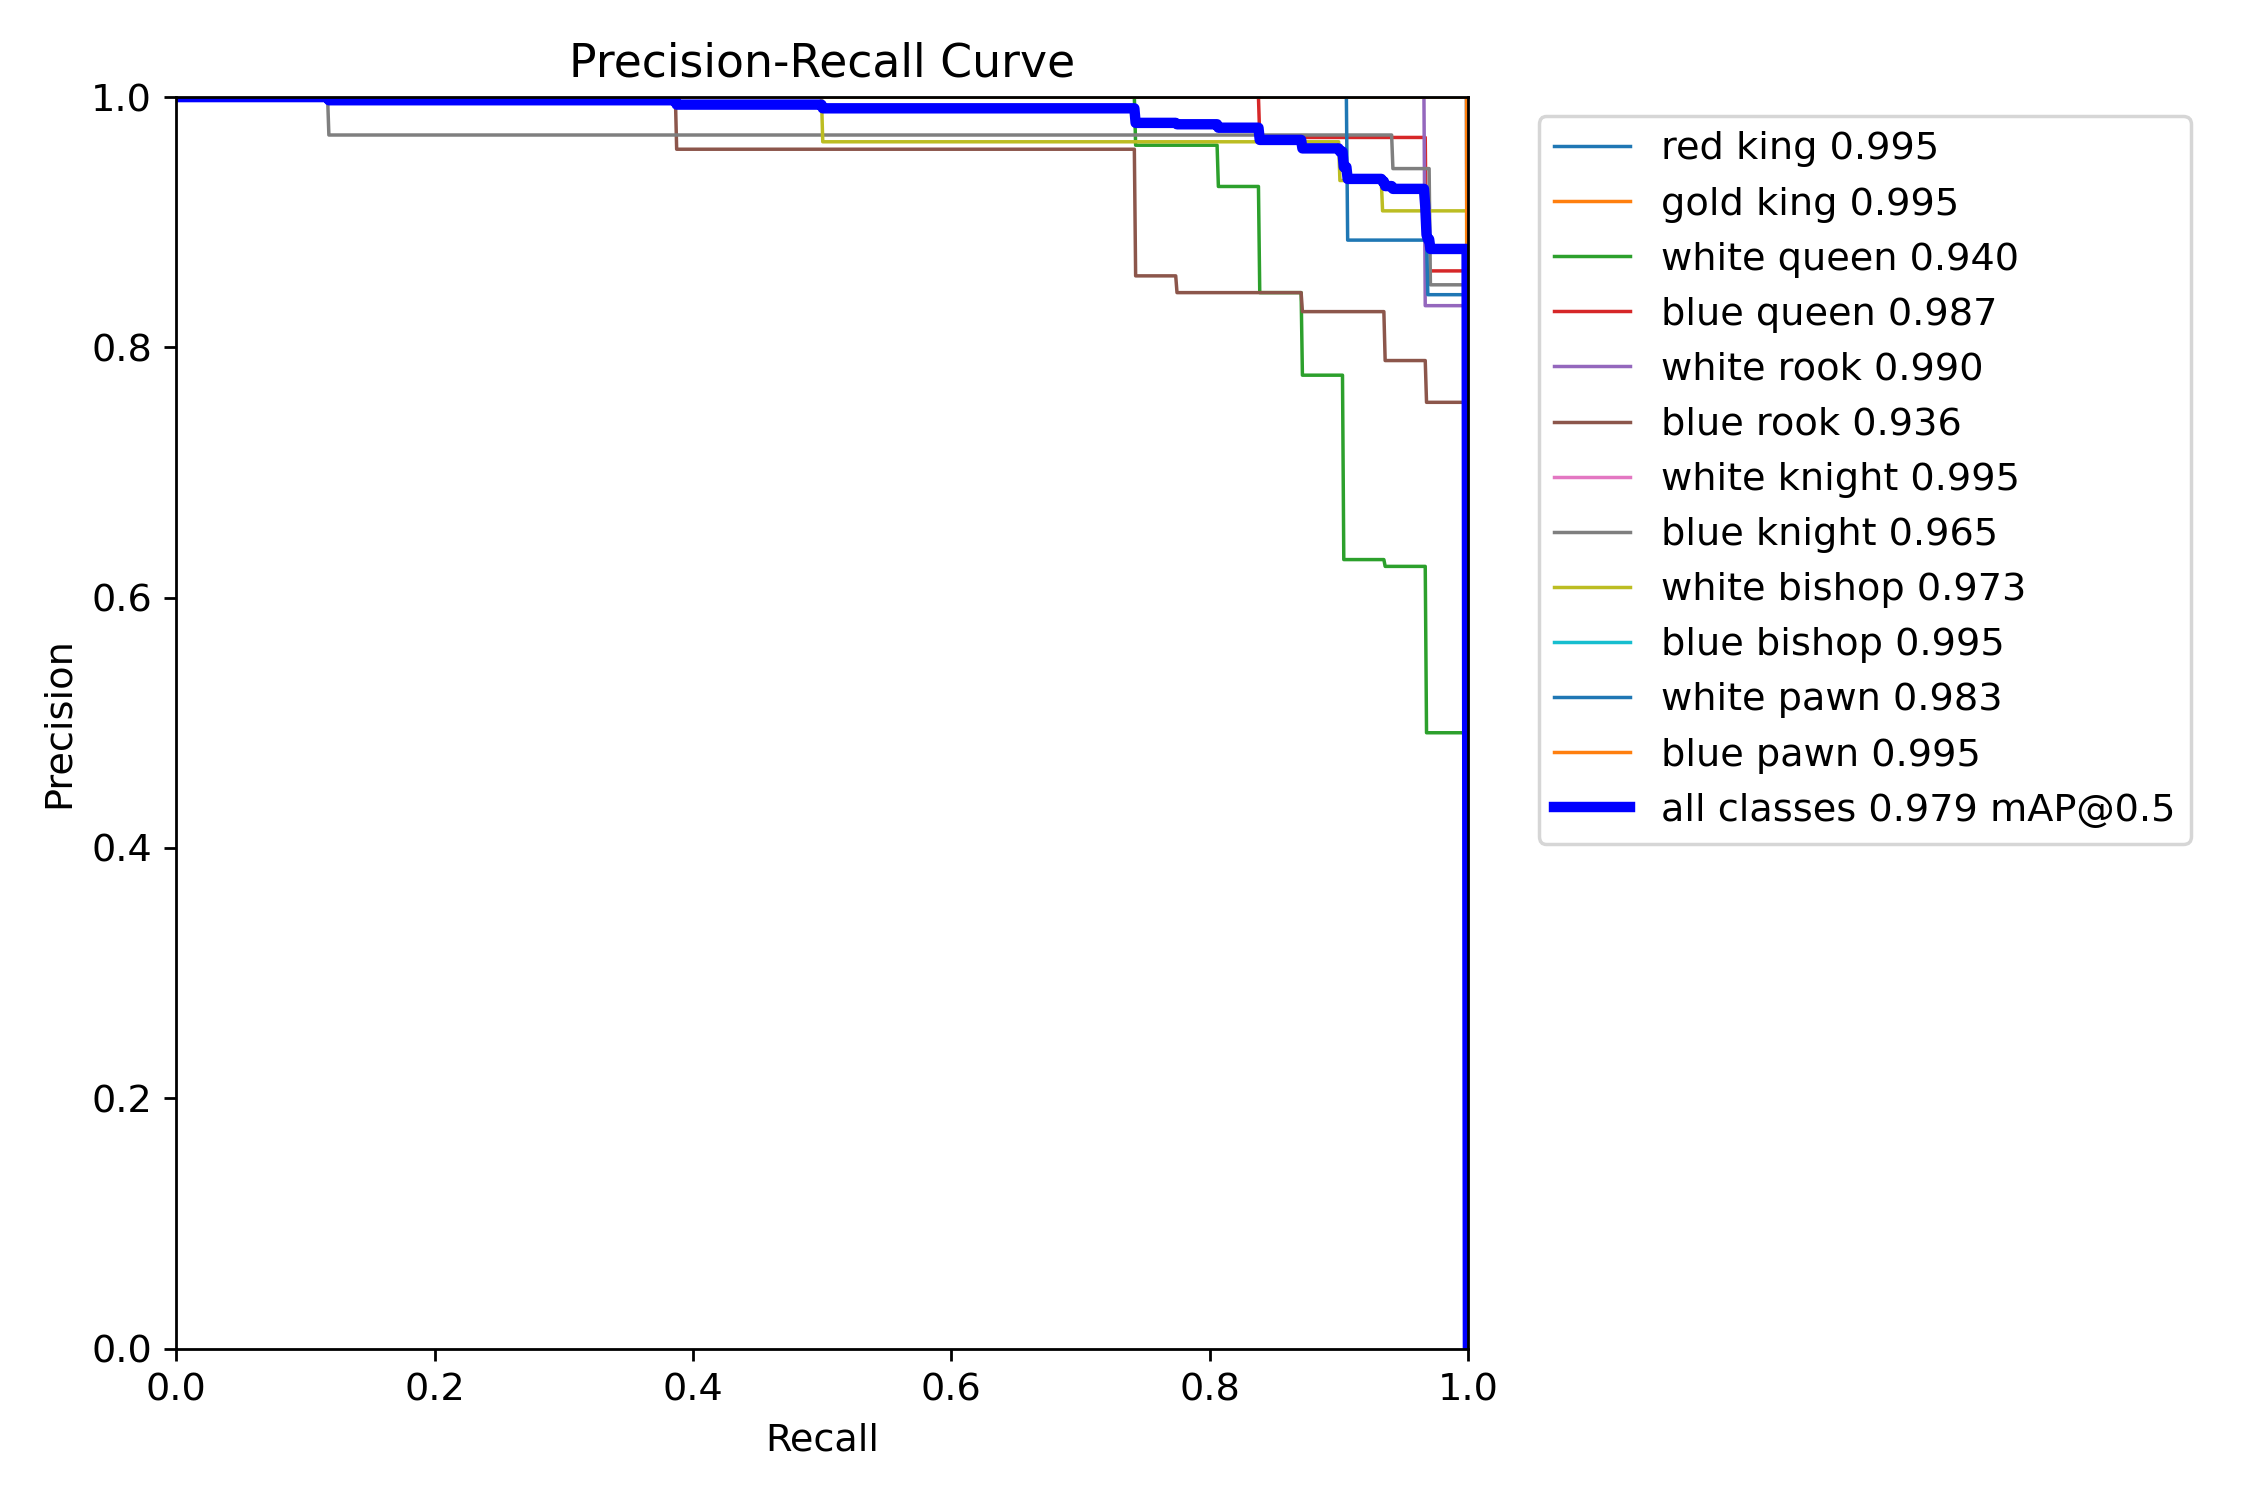 Precision-Recall Curve
1.0
0.8
0.6
0.4
0.2
0.0
Precision
0.0 0.2 0.4 0.6 0.8 1.0
Recall
red king 0.995
gold king 0.995
white queen 0.940
blue queen 0.987
white rook 0.990
blue rook 0.936
white knight 0.995
blue knight 0.965
white bishop 0.973
blue bishop 0.995
white pawn 0.983
blue pawn 0.995
all classes 0.979 mAP@0.5